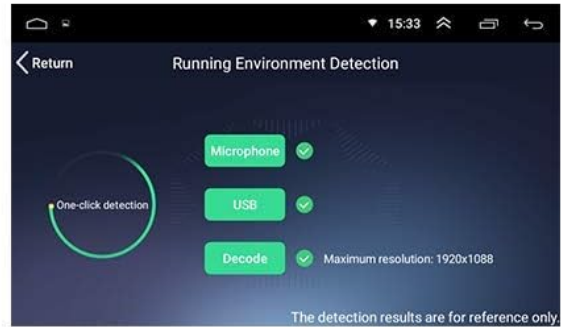 15:33
Return
Running Environment Detection
Microphone
One-click detection
USB
Decode
Maximum resolution: 1920x1088
The detection results are for reference only.